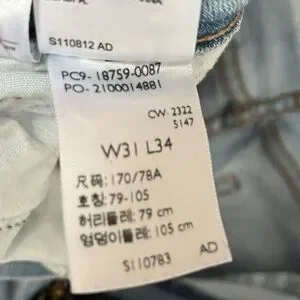 S110812 AD
PC9-18759-0087
PO-2100014881
CW-2322
5147
W31 L34
尺码:170/78A
호칭:79-105
허리둘레:79 cm
엉덩이둘레:105 cm
S110783 AD